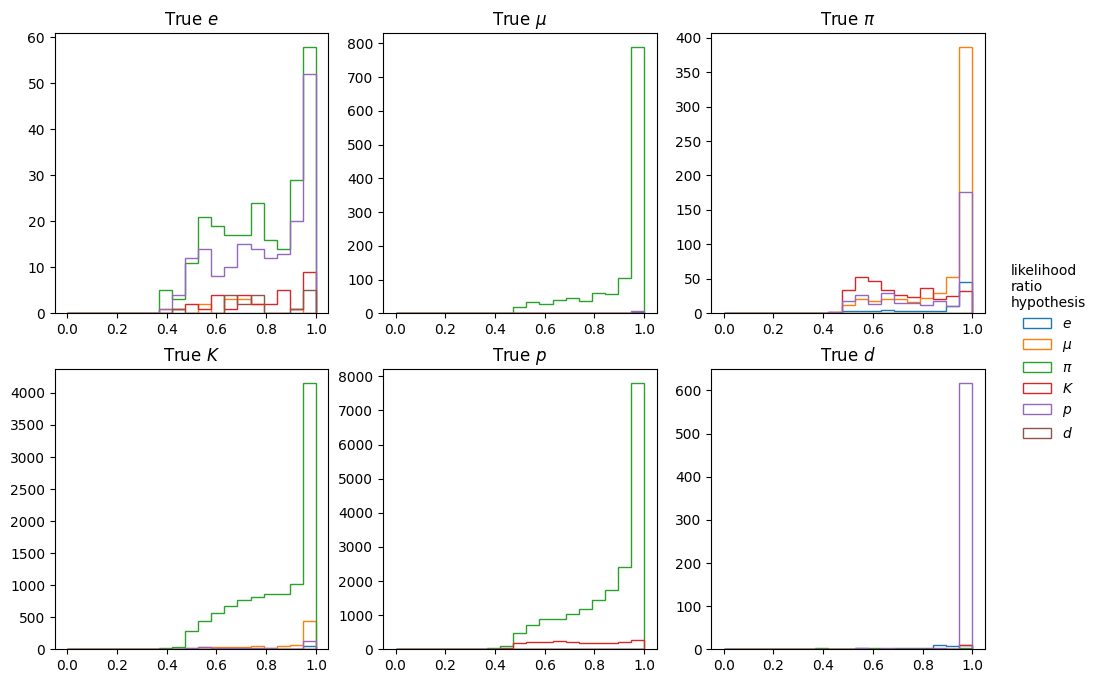 True e
True μ
True π
60
50
40
30
20
10
0
0.0 0.2 0.4 0.6 0.8 1.0
800
700
600
500
400
300
200
100
0
0.0 0.2 0.4 0.6 0.8 1.0
400
350
300
250
200
150
100
50
0
0.0 0.2 0.4 0.6 0.8 1.0
likelihood
ratio
hypothesis
e
μ
π
K
p
d
True K
True p
True d
4000
3500
3000
2500
2000
1500
1000
500
0
0.0 0.2 0.4 0.6 0.8 1.0
8000
7000
6000
5000
4000
3000
2000
1000
0
0.0 0.2 0.4 0.6 0.8 1.0
600
500
400
300
200
100
0
0.0 0.2 0.4 0.6 0.8 1.0